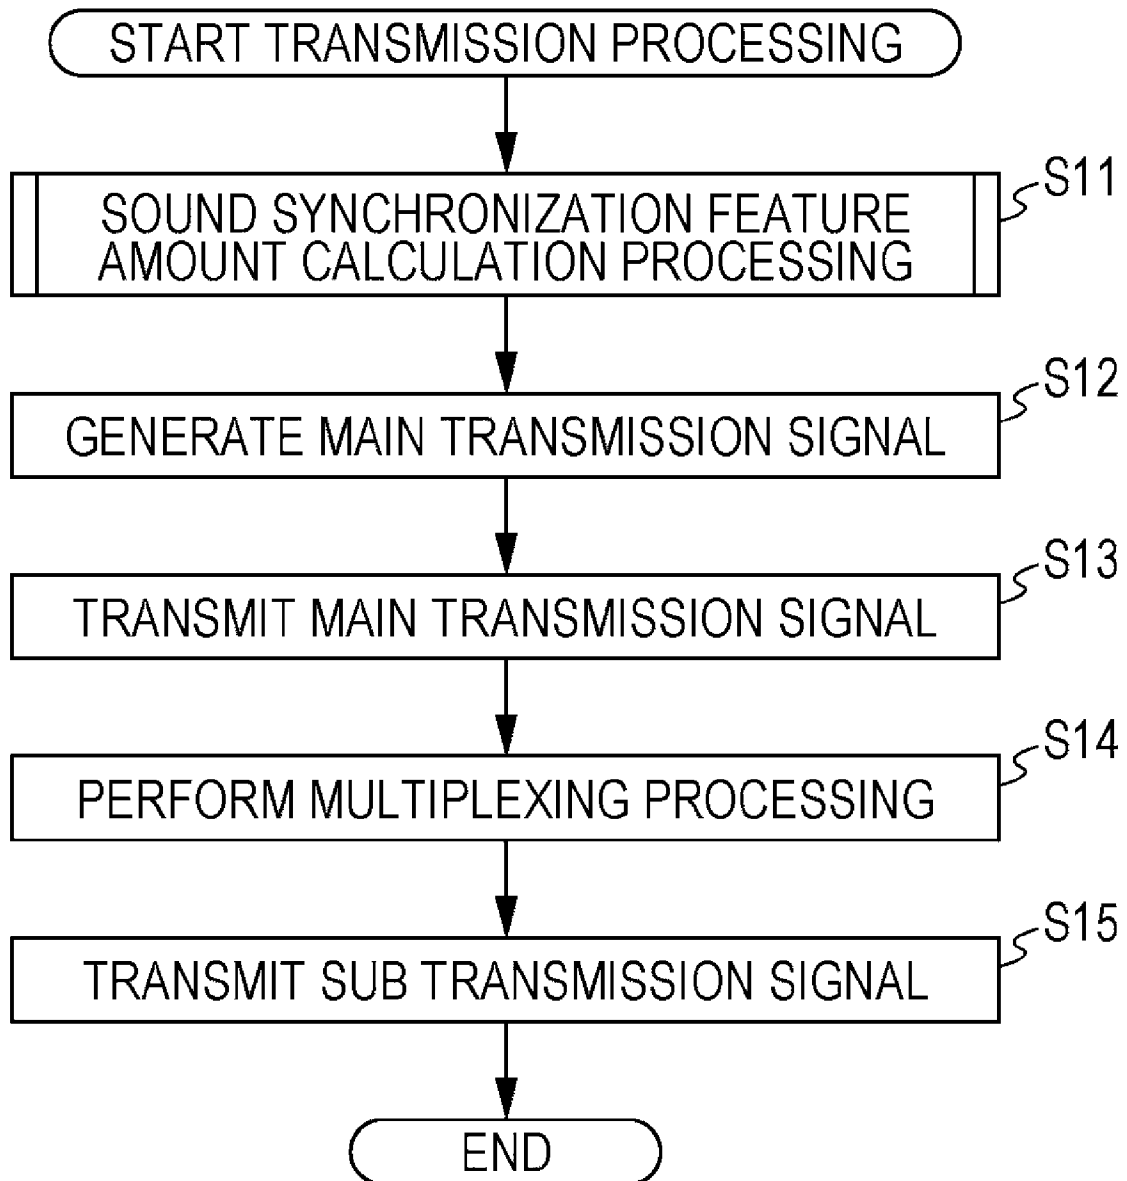 START TRANSMISSION PROCESSING
S11
SOUND SYNCHRONIZATION FEATURE
AMOUNT CALCULATION PROCESSING
S12
GENERATE MAIN TRANSMISSION SIGNAL
S13
TRANSMIT MAIN TRANSMISSION SIGNAL
S14
PERFORM MULTIPLEXING PROCESSING
S15
TRANSMIT SUB TRANSMISSION SIGNAL
END